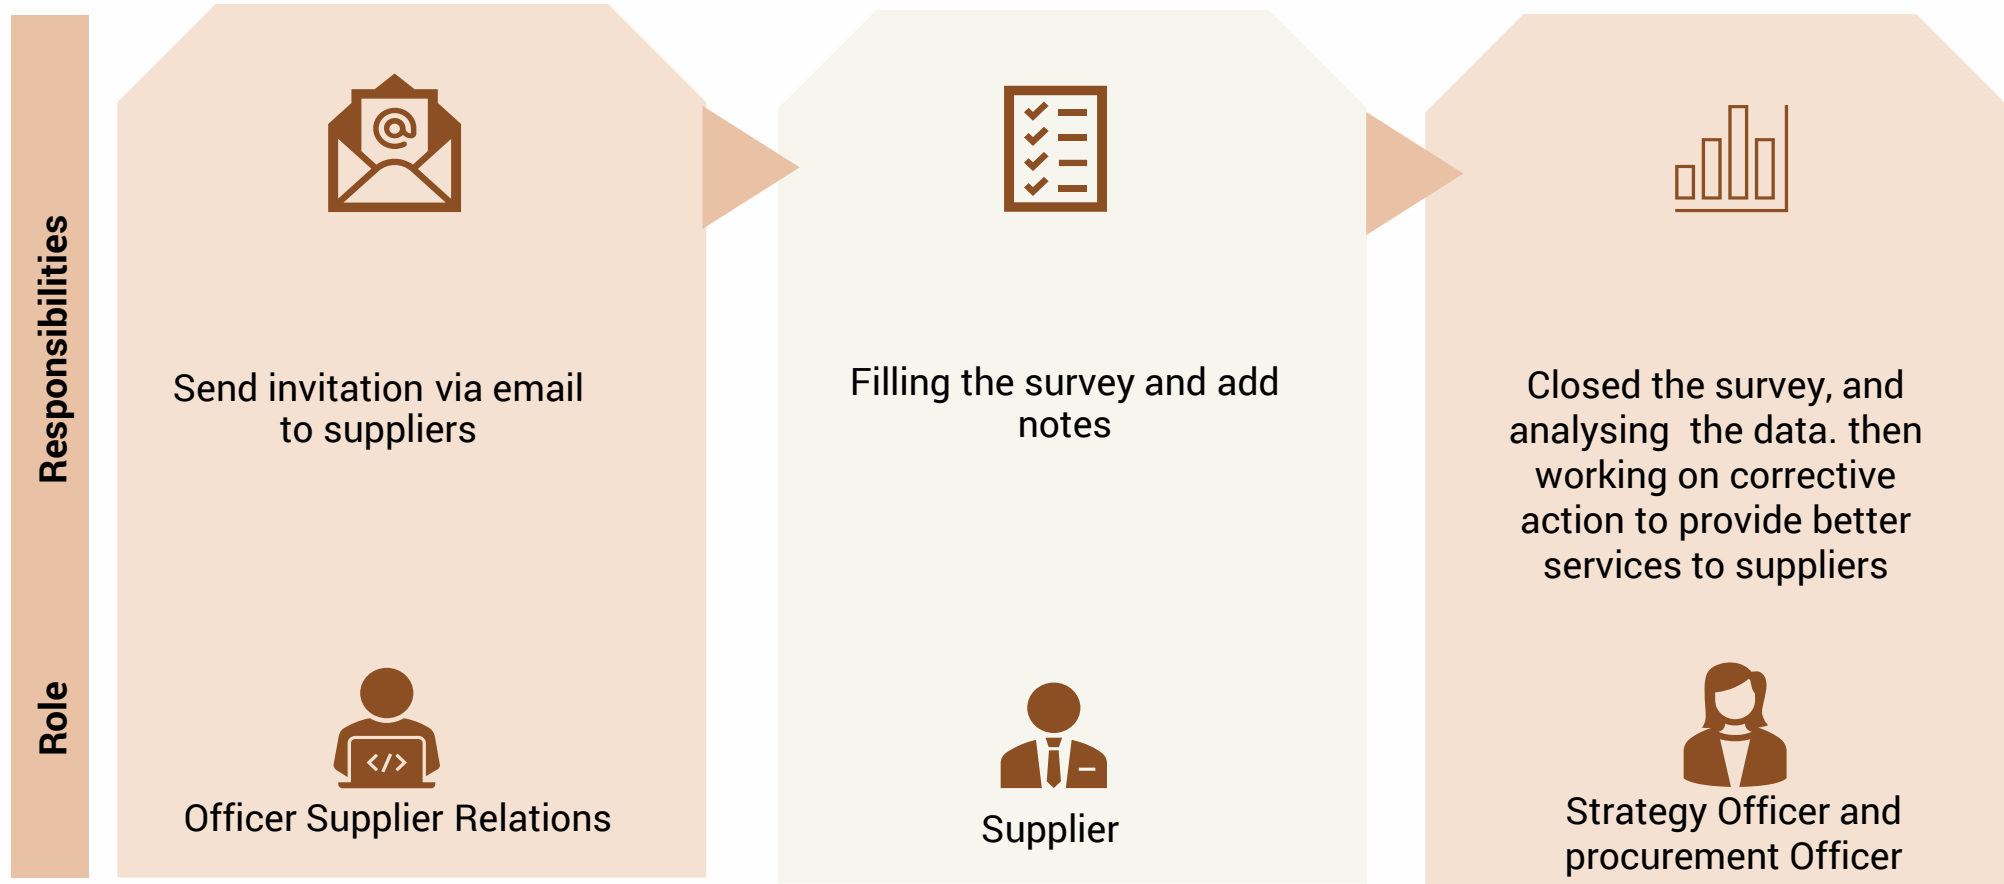 Responsibilities
Send invitation via email
to suppliers
Filling the survey and add
notes
Closed the survey, and
analysing  the data. then
working on corrective
action to provide better
services to suppliers
Role
</>
Officer Supplier Relations
Supplier
Strategy Officer and
procurement Officer